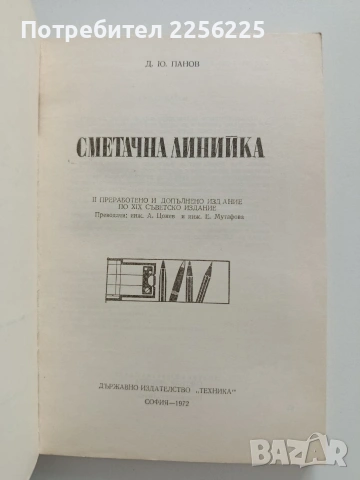 Потребител 2256225
Д. Ю. ПАНОВ
СМЕТАЧНА ЛИНИЙКА
II ПРЕРАБОТЕНО И ДОПЪЛНЕНО ИЗДАНИЕ
ПО XIX СЪВЕТСКО ИЗДАНИЕ
Превели: инж. А. Цонев и инж. Е. Мутафова
ДЪРЖАВНО ИЗДАТЕЛСТВО „ТЕХНИКА"
СОФИЯ—1972
BAZAR